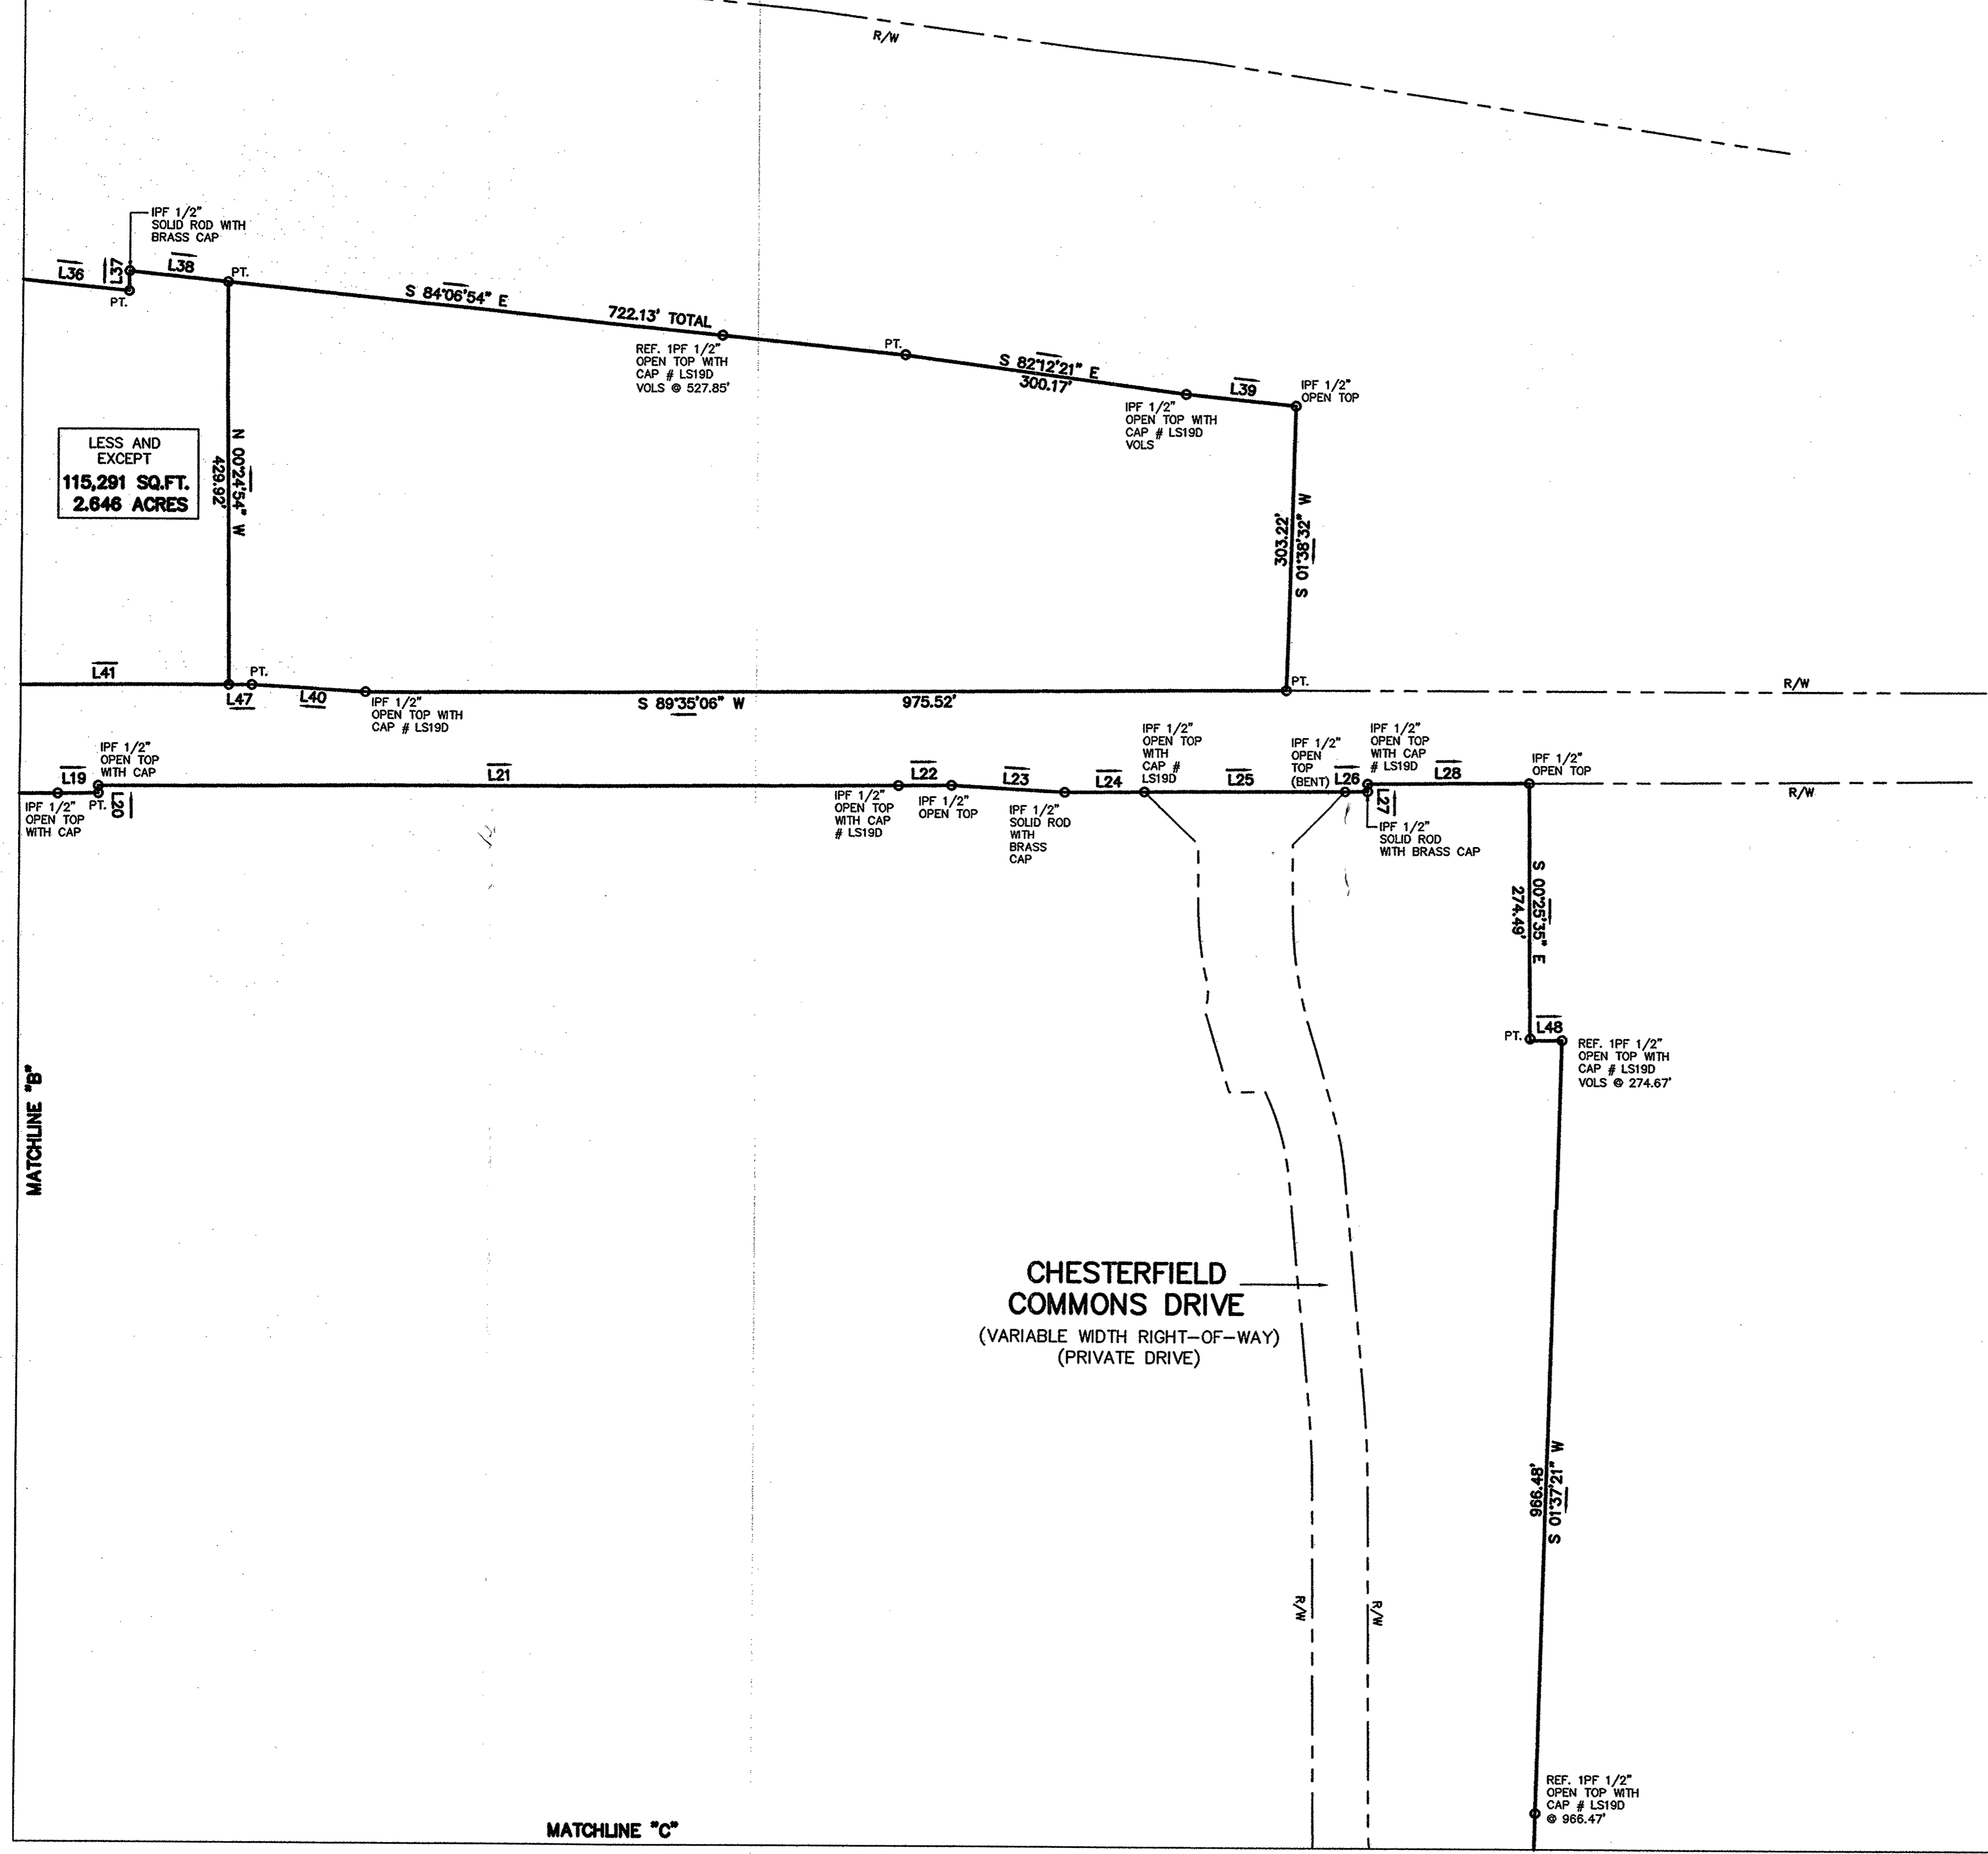 R/W
IPF 1/2"
SOLID ROD WITH
BRASS CAP
L36
L37
L38
PT.
PT.
S 84°06'54" E
722.13' TOTAL
REF. 1PF 1/2"
OPEN TOP WITH
CAP # LS19D
VOLS @ 527.85'
PT.
S 82°12'21" E
300.17'
L39
IPF 1/2"
OPEN TOP
IPF 1/2"
OPEN TOP WITH
CAP # LS19D
VOLS
LESS AND
EXCEPT
115,291 SQ.FT.
2.646 ACRES
N 00°24'54" W
429.92'
303.22'
S 01°38'32" W
L41
PT.
L47
L40
IPF 1/2"
OPEN TOP WITH
CAP # LS19D
S 89°35'06" W
975.52'
PT.
R/W
L19
IPF 1/2"
OPEN TOP
WITH CAP
IPF 1/2"
OPEN TOP
WITH CAP
PT.
L20
L21
L22
IPF 1/2"
OPEN TOP
WITH CAP
# LS19D
IPF 1/2"
OPEN TOP
L23
IPF 1/2"
SOLID ROD
WITH
BRASS
CAP
L24
IPF 1/2"
OPEN TOP
WITH
CAP #
LS19D
L25
IPF 1/2"
OPEN
TOP
(BENT)
L26
IPF 1/2"
OPEN TOP
WITH CAP
# LS19D
L27
IPF 1/2"
SOLID ROD
WITH BRASS CAP
L28
IPF 1/2"
OPEN TOP
R/W
S 00°25'35" E
274.49'
PT.
L48
REF. 1PF 1/2"
OPEN TOP WITH
CAP # LS19D
VOLS @ 274.67'
MATCHLINE "B"
CHESTERFIELD
COMMONS DRIVE
(VARIABLE WIDTH RIGHT-OF-WAY)
(PRIVATE DRIVE)
966.48'
S 01°37'21" W
R/W
R/W
REF. 1PF 1/2"
OPEN TOP WITH
CAP # LS19D
@ 966.47'
MATCHLINE "C"